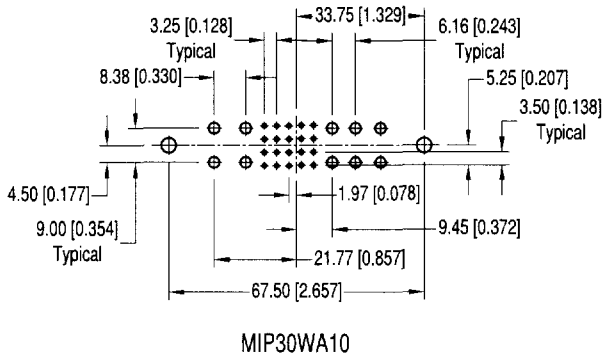 33.75 [1.329]
3.25 [0.128]
Typical
6.16 [0.243]
Typical
8.38 [0.330]
5.25 [0.207]
3.50 [0.138]
Typical
4.50 [0.177]
1.97 [0.078]
9.00 [0.354]
Typical
9.45 [0.372]
21.77 [0.857]
67.50 [2.657]
MIP30WA10